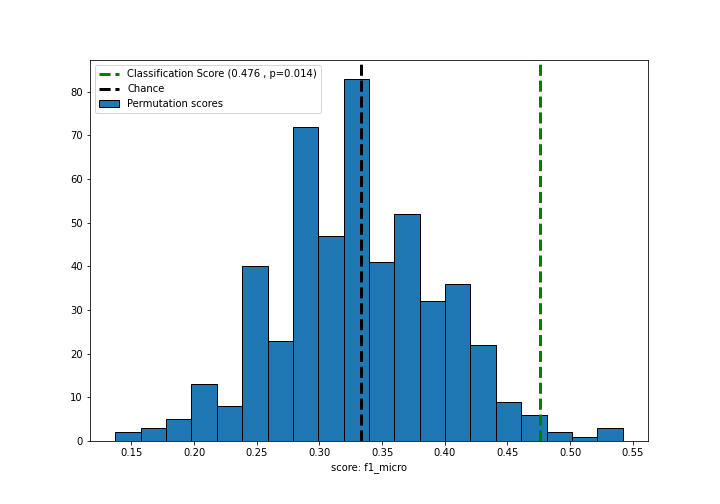 Classification Score (0.476 , p=0.014)
Chance
Permutation scores
80
70
60
50
40
30
20
10
0
0.15 0.20 0.25 0.30 0.35 0.40 0.45 0.50 0.55
score: f1_micro